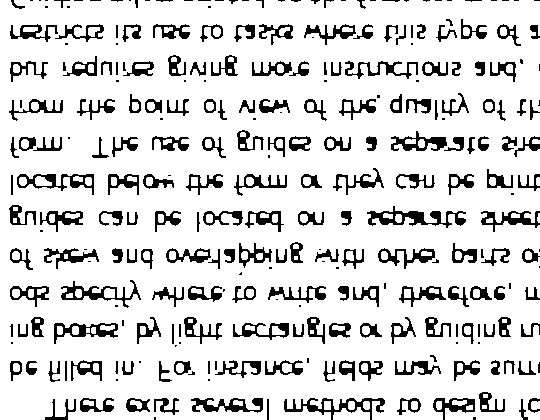 There exist several methods to design fo
be filled in. For instance, fields may be surr
ing boxes, by light rectangles or by guiding ru
ods specify where to write and, therefore, m
of skew and overlapping with other parts o
guides can be located on a separate sheet
located below the form or they can be print
form. The use of guides on a separate she
from the point of view of the quality of th
but requires giving more instructions and,
restricts its use to tasks where this type of a